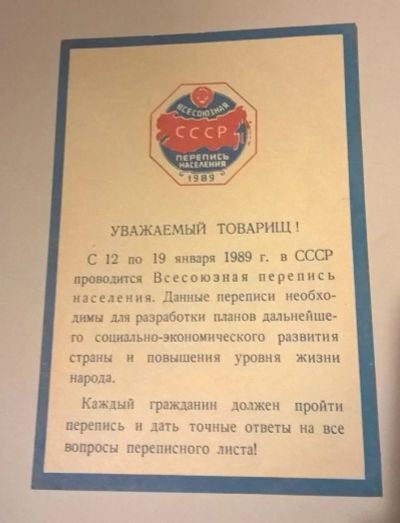 ВСЕСОЮЗНАЯ
СССР
ПЕРЕПИСЬ
НАСЕЛЕНИЯ
1989
УВАЖАЕМЫЙ ТОВАРИЩ!
С 12 по 19 января 1989 г. в СССР
проводится Всесоюзная перепись
населения. Данные переписи необхо-
димы для разработки планов дальнейше-
го социально-экономического развития
страны и повышения уровня жизни
народа.
Каждый гражданин должен пройти
перепись и дать точные ответы на все
вопросы переписного листа!